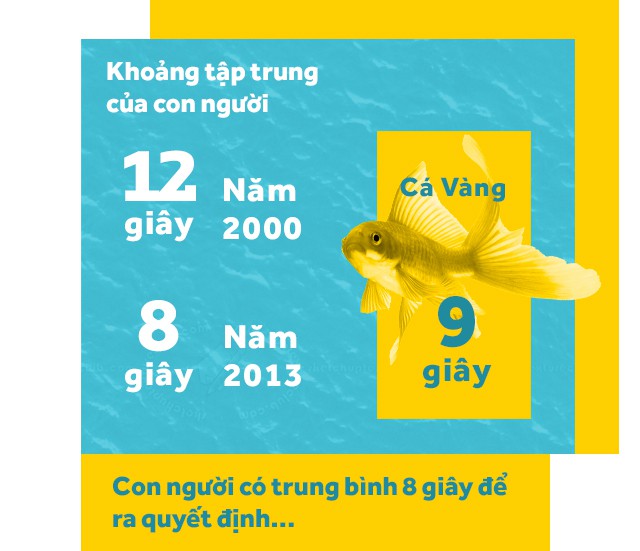 Khoảng tập trung
của con người
12
giây
Năm
2000
8
giây
Năm
2013
Cá Vàng
9
giây
Con người có trung bình 8 giây để
ra quyết định...